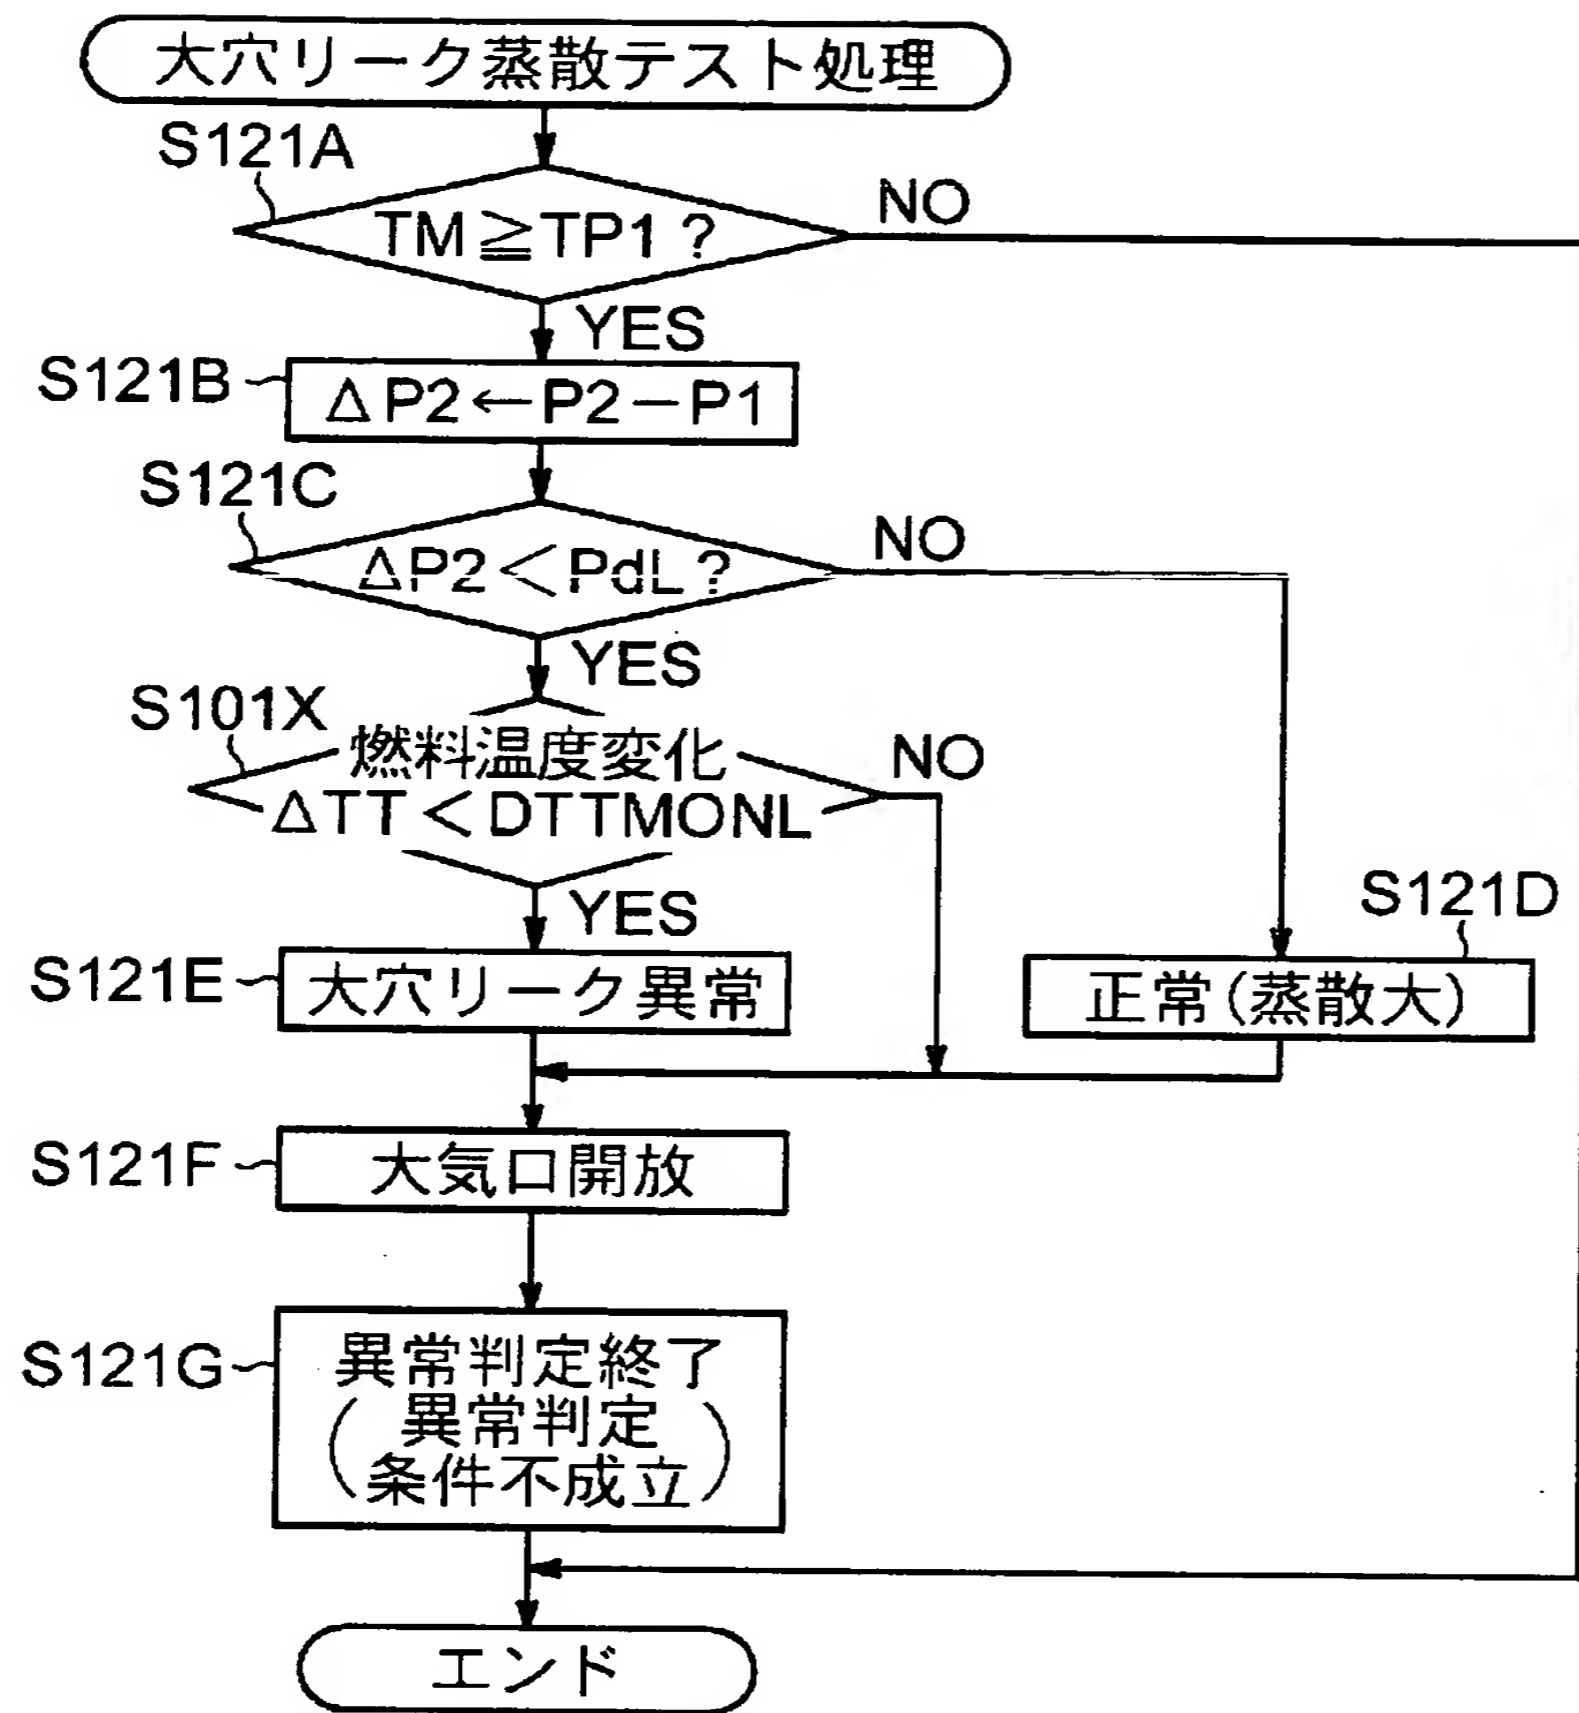 大穴リーク蒸散テスト処理
S121A
TM≧TP1？
NO
YES
S121B
ΔP2←P2－P1
S121C
ΔP2＜PdL？
NO
YES
S101X
燃料温度変化
ΔTT＜DTTMONL
NO
YES
S121E
大穴リーク異常
S121D
正常(蒸散大)
S121F
大気口開放
S121G
異常判定終了
(異常判定
条件不成立)
エンド